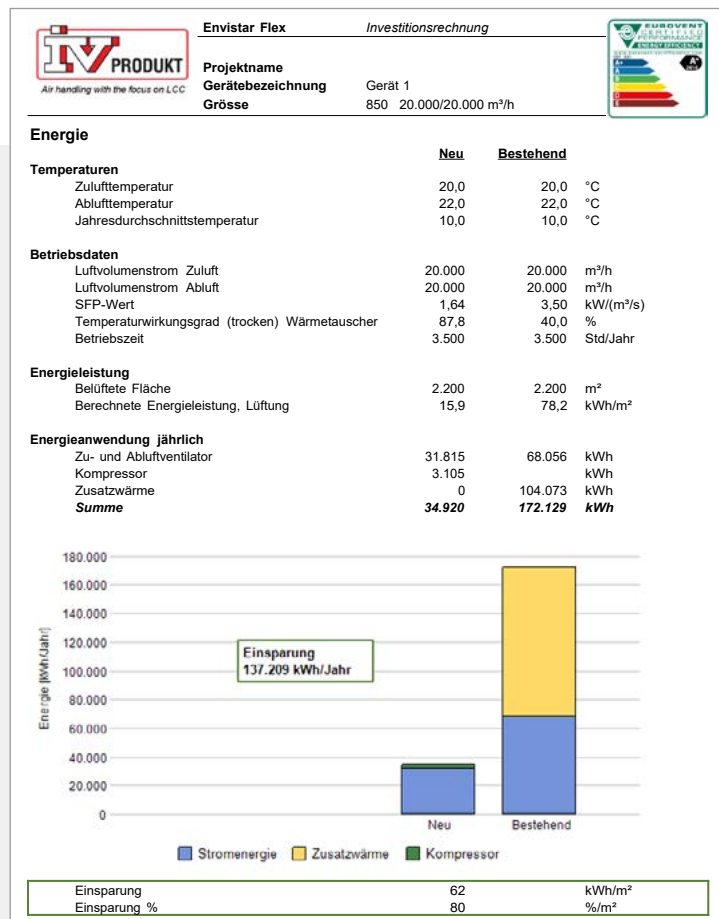 Envistar Flex Investitionsrechnung
IV PRODUKT
Air handling with the focus on LCC
Projektname
Gerätebezeichnung Gerät 1
Grösse 850 20.000/20.000 m³/h
EUROVENT
CERTIFIED
PERFORMANCE
ENERGY EFFICIENCY
A+
A
B
C
D
E
Energie
Neu Bestehend
Temperaturen
Zulufttemperatur 20,0 20,0 °C
Ablufttemperatur 22,0 22,0 °C
Jahresdurchschnittstemperatur 10,0 10,0 °C
Betriebsdaten
Luftvolumenstrom Zuluft 20.000 20.000 m³/h
Luftvolumenstrom Abluft 20.000 20.000 m³/h
SFP-Wert 1,64 3,50 kW/(m³/s)
Temperaturwirkungsgrad (trocken) Wärmetauscher 87,8 40,0 %
Betriebszeit 3.500 3.500 Std/Jahr
Energieleistung
Belüftete Fläche 2.200 2.200 m²
Berechnete Energieleistung, Lüftung 15,9 78,2 kWh/m²
Energieanwendung jährlich
Zu- und Abluftventilator 31.815 68.056 kWh
Kompressor 3.105 kWh
Zusatzwärme 0 104.073 kWh
Summe 34.920 172.129 kWh
Energie [kWh/Jahr]
180.000
160.000
140.000
120.000
100.000
80.000
60.000
40.000
20.000
0
Einsparung
137.209 kWh/Jahr
Neu Bestehend
Stromenergie Zusatzwärme Kompressor
Einsparung 62 kWh/m²
Einsparung % 80 %/m²